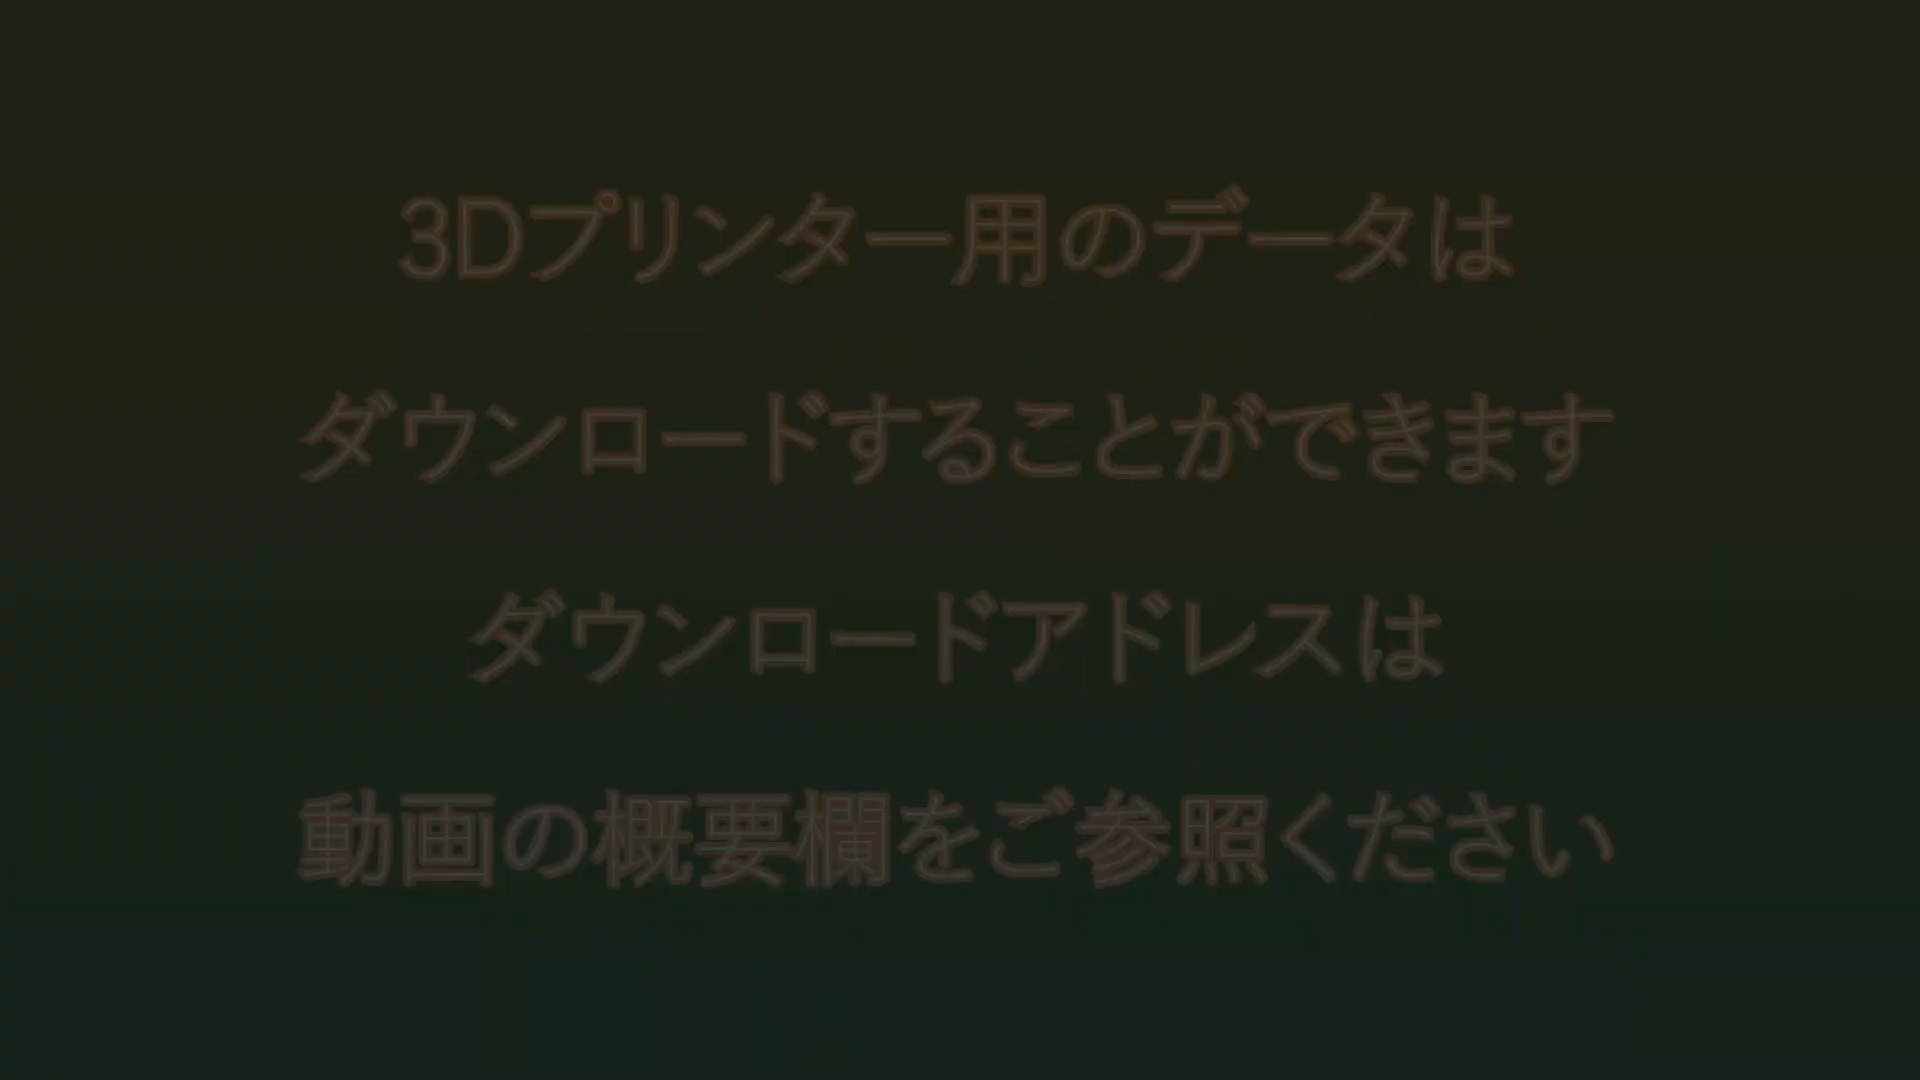 3Dプリンター用のデータは
ダウンロードすることができます
ダウンロードアドレスは
動画の概要欄をご参照ください